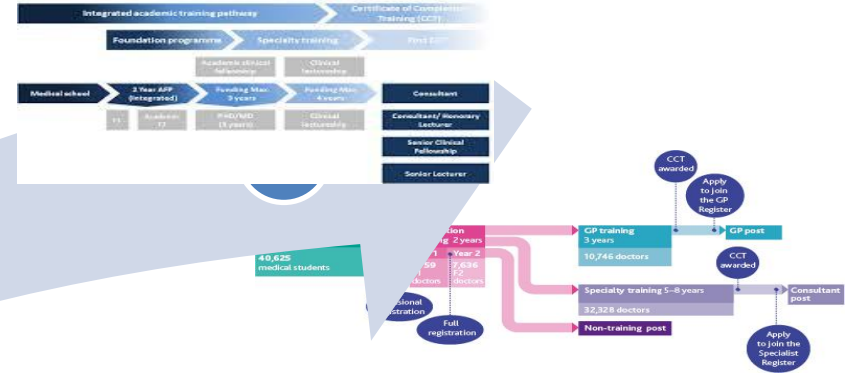 Integrated academic training pathway
Certificate of Completion
Training (CCT)
Foundation programme
Specialty training
Post CCT
Academic clinical
fellowship
Clinical
lectureship
Medical school
2 Year AFP
(integrated)
Funding Max.
3 years
Funding Max.
4 years
Consultant
F1
Academic
F2
PHD/MD
(3 years)
Clinical
lectureship
Consultant/ Honorary
Lecturer
Senior Clinical
Fellowship
Senior Lecturer
CCT
awarded
Apply
to join
the GP
Register
2 years
GP training
3 years
GP post
40,625
medical students
1
Year 2
59
doctors
7,636
F2
doctors
10,746 doctors
CCT
awarded
Specialty training 5–8 years
Consultant
post
32,328 doctors
Full
registration
Non-training post
Apply
to join the
Specialist
Register